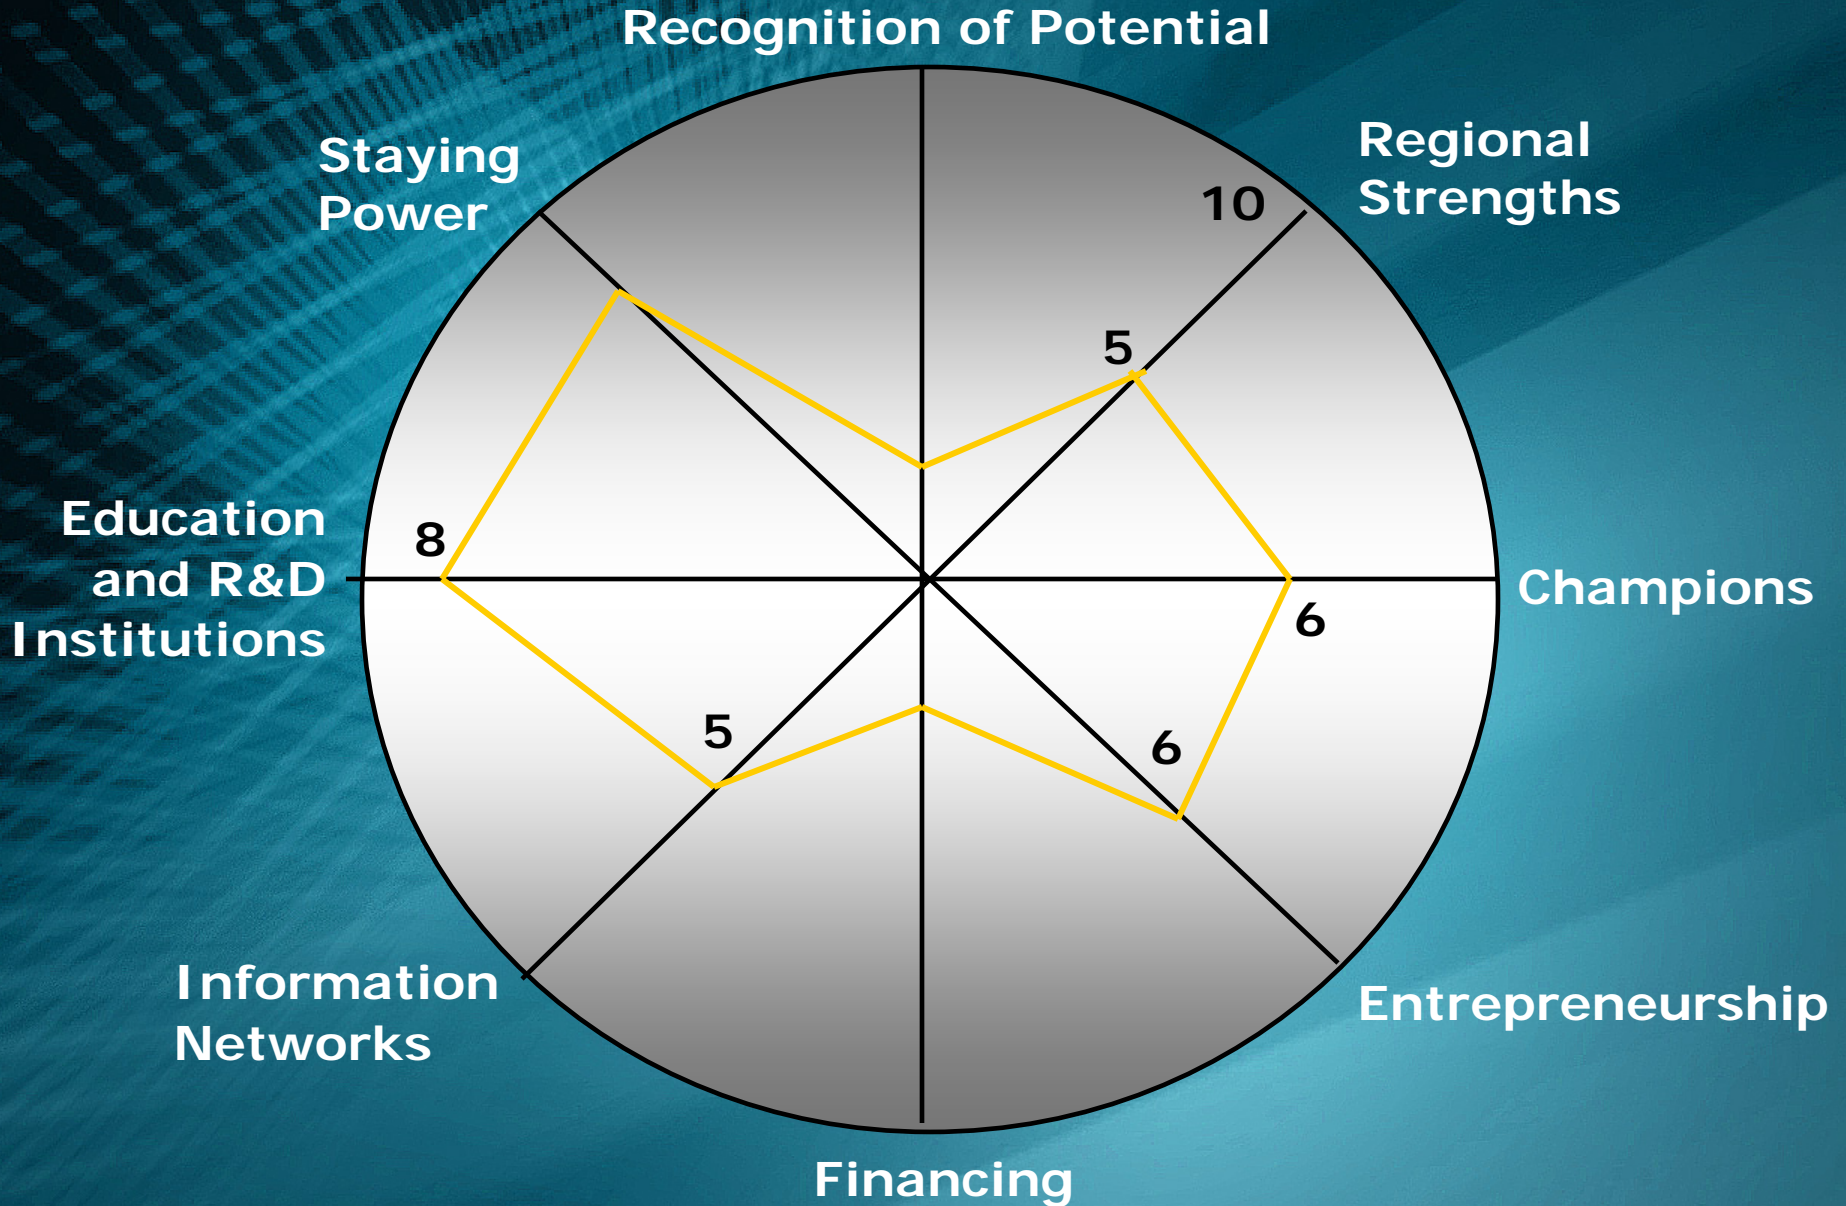 Recognition of Potential
Staying
Power
Regional
Strengths
10
5
Education
and R&D
Institutions
8
Champions
6
5
6
Information
Networks
Entrepreneurship
Financing